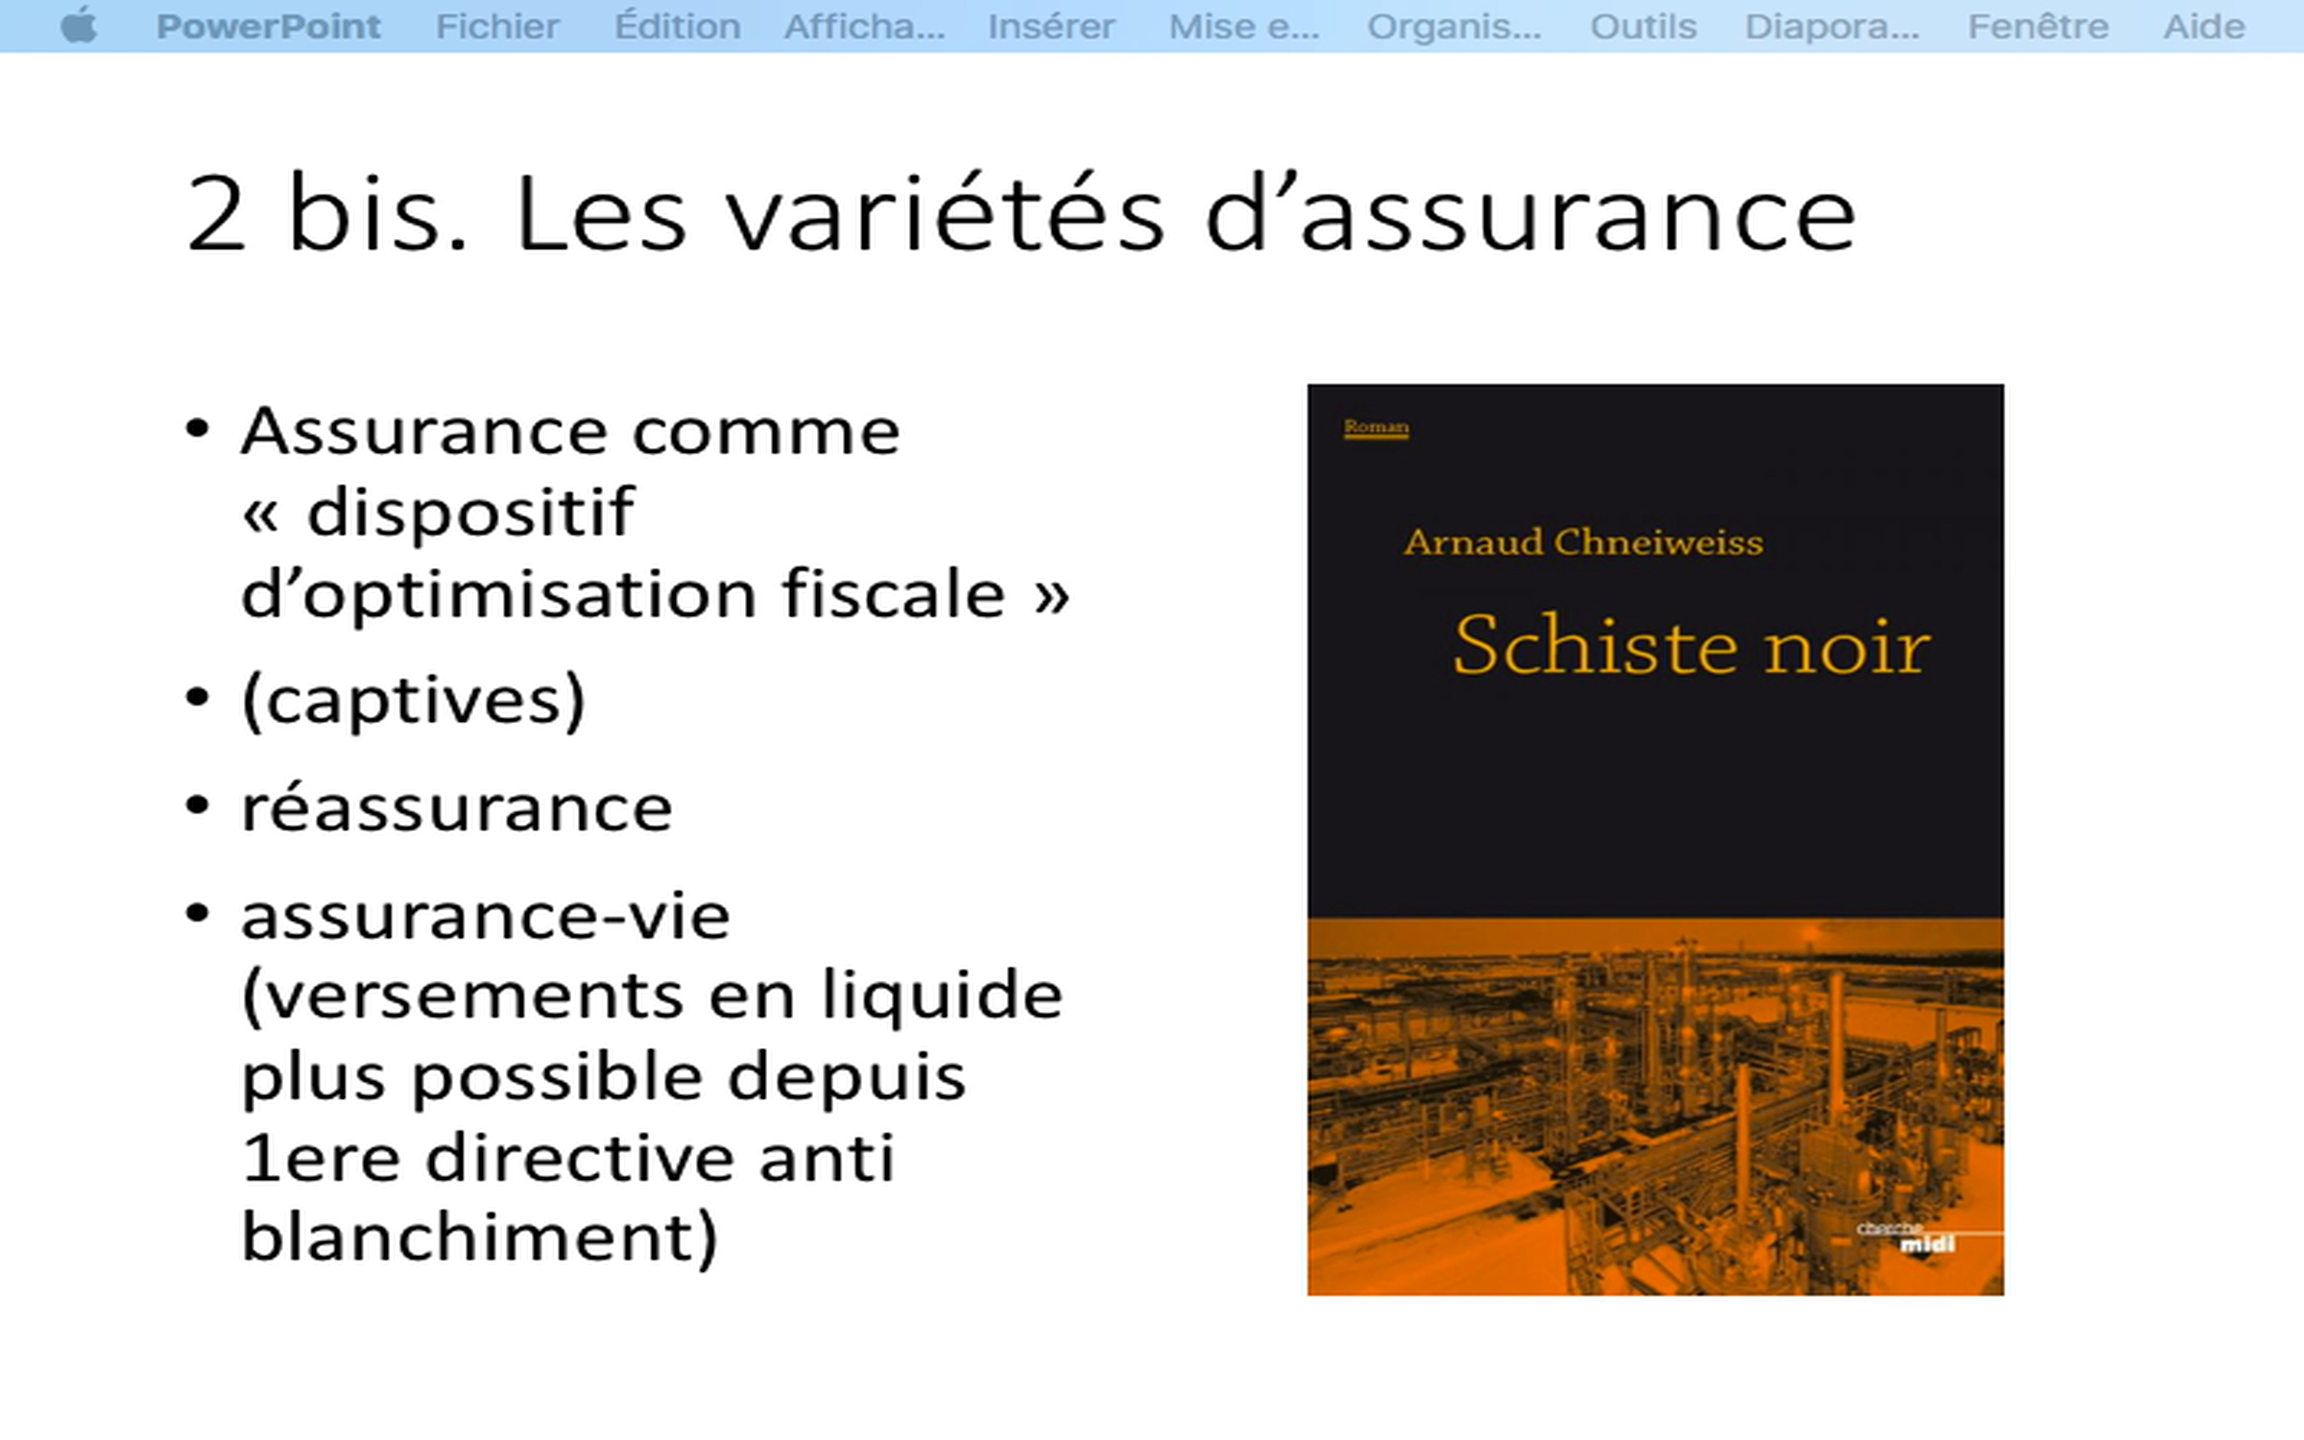 PowerPoint Fichier Édition Afficha... Insérer Mise e... Organis... Outils Diapora... Fenêtre Aide
2 bis. Les variétés d’assurance
• Assurance comme
« dispositif
d’optimisation fiscale »
• (captives)
• réassurance
• assurance-vie
(versements en liquide
plus possible depuis
1ere directive anti
blanchiment)
Roman
Arnaud Chneiweiss
Schiste noir
cherche
midi